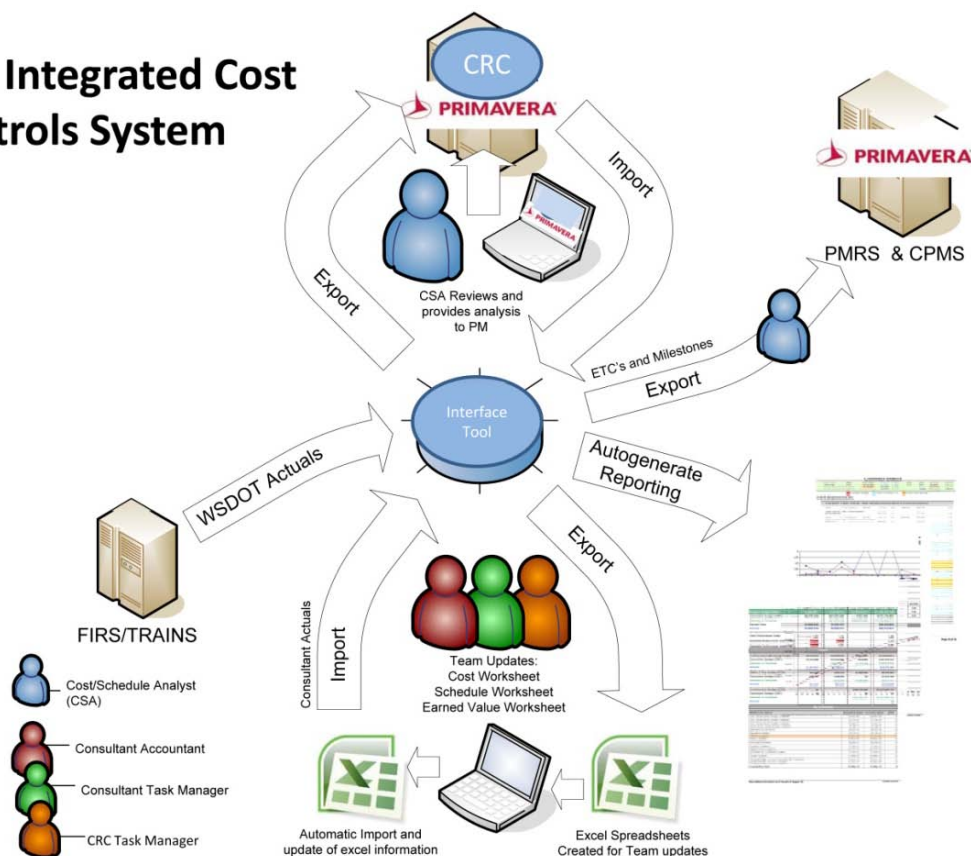 Integrated Cost
trols System
CRC
PRIMAVERA
PRIMAVERA
Import
Export
CSA Reviews and
provides analysis
to PM
PRIMAVERA
PMRS & CPMS
ETC's and Milestones
Export
Interface
Tool
WSDOT Actuals
Autogenerate
Reporting
Export
FIRS/TRAINS
Consultant Actuals
Import
Team Updates:
Cost Worksheet
Schedule Worksheet
Earned Value Worksheet
Cost/Schedule Analyst
(CSA)
Consultant Accountant
Consultant Task Manager
CRC Task Manager
Automatic Import and
update of excel information
Excel Spreadsheets
Created for Team updates